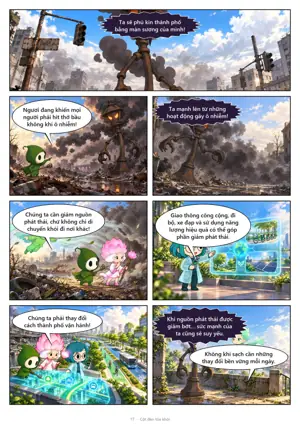 Ta sẽ phủ kín thành phố
bằng màn sương của mình!
Ngươi đang khiến mọi
người phải hít thở bầu
không khí ô nhiễm!
Ta mạnh lên từ những
hoạt động gây ô nhiễm!
Chúng ta cần giảm nguồn
phát thải, chứ không chỉ di
chuyển khói đi nơi khác!
Giao thông công cộng, đi
bộ, xe đạp và sử dụng năng
lượng hiệu quả có thể góp
phần giảm phát thải.
Chúng ta phải thay đổi
cách thành phố vận hành!
Khi nguồn phát thải được
giảm bớt... sức mạnh của
ta cũng sẽ suy yếu.
Không khí sạch cần những
thay đổi bền vững mỗi ngày.